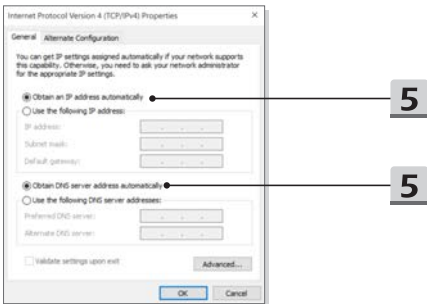 Internet Protocol Version 4 (TCP/IPv4) Properties
General Alternate Configuration
You can get IP settings assigned automatically if your network supports
this capability. Otherwise, you need to ask your network administrator
for the appropriate IP settings.
Obtain an IP address automatically
5
Use the following IP address:
IP address:
Subnet mask:
Default gateway:
Obtain DNS server address automatically
5
Use the following DNS server addresses:
Preferred DNS server:
Alternate DNS server:
Validate settings upon exit
Advanced...
OK Cancel